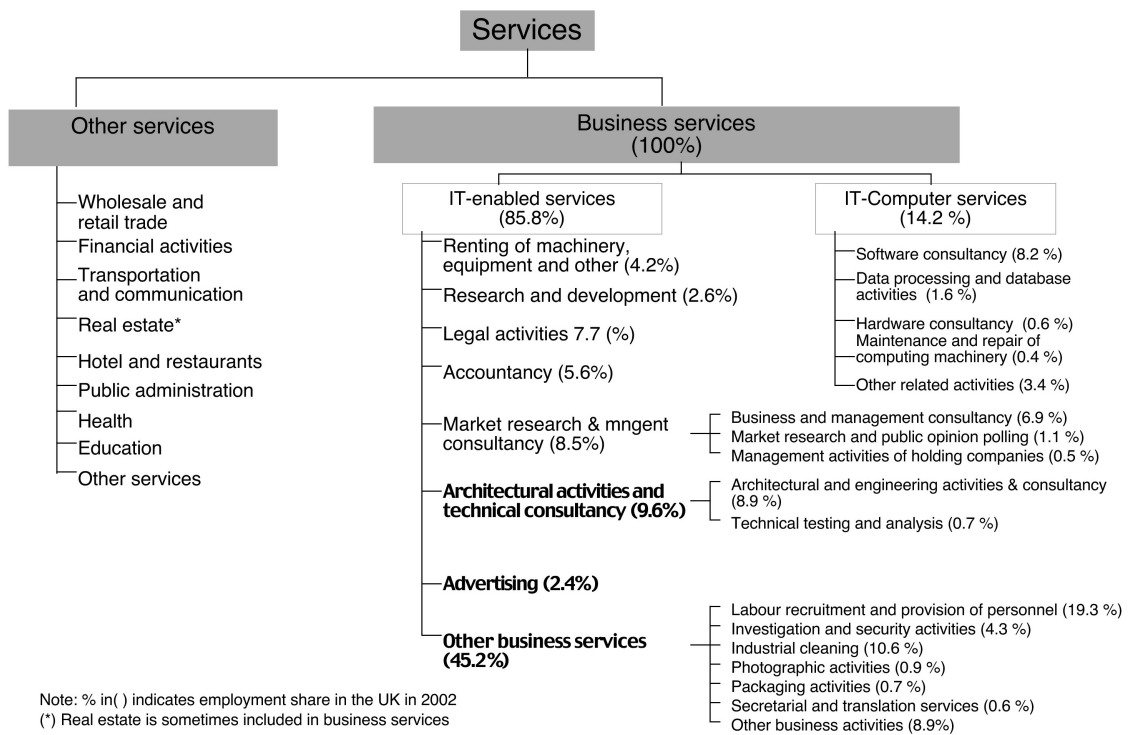 Services
Other services
Wholesale and
retail trade
Financial activities
Transportation
and communication
Real estate*
Hotel and restaurants
Public administration
Health
Education
Other services
Business services
(100%)
IT-enabled services
(85.8%)
Renting of machinery,
equipment and other (4.2%)
Research and development (2.6%)
Legal activities 7.7 (%)
Accountancy (5.6%)
Market research & mngent
consultancy (8.5%)
Business and management consultancy (6.9 %)
Market research and public opinion polling (1.1 %)
Management activities of holding companies (0.5 %)
Architectural activities and
technical consultancy (9.6%)
Architectural and engineering activities & consultancy
(8.9 %)
Technical testing and analysis (0.7 %)
Advertising (2.4%)
Other business services
(45.2%)
Labour recruitment and provision of personnel (19.3 %)
Investigation and security activities (4.3 %)
Industrial cleaning (10.6 %)
Photographic activities (0.9 %)
Packaging activities (0.7 %)
Secretarial and translation services (0.6 %)
Other business activities (8.9%)
IT-Computer services
(14.2 %)
Software consultancy (8.2 %)
Data processing and database
activities (1.6 %)
Hardware consultancy (0.6 %)
Maintenance and repair of
computing machinery (0.4 %)
Other related activities (3.4 %)
Note: % in( ) indicates employment share in the UK in 2002
(*) Real estate is sometimes included in business services